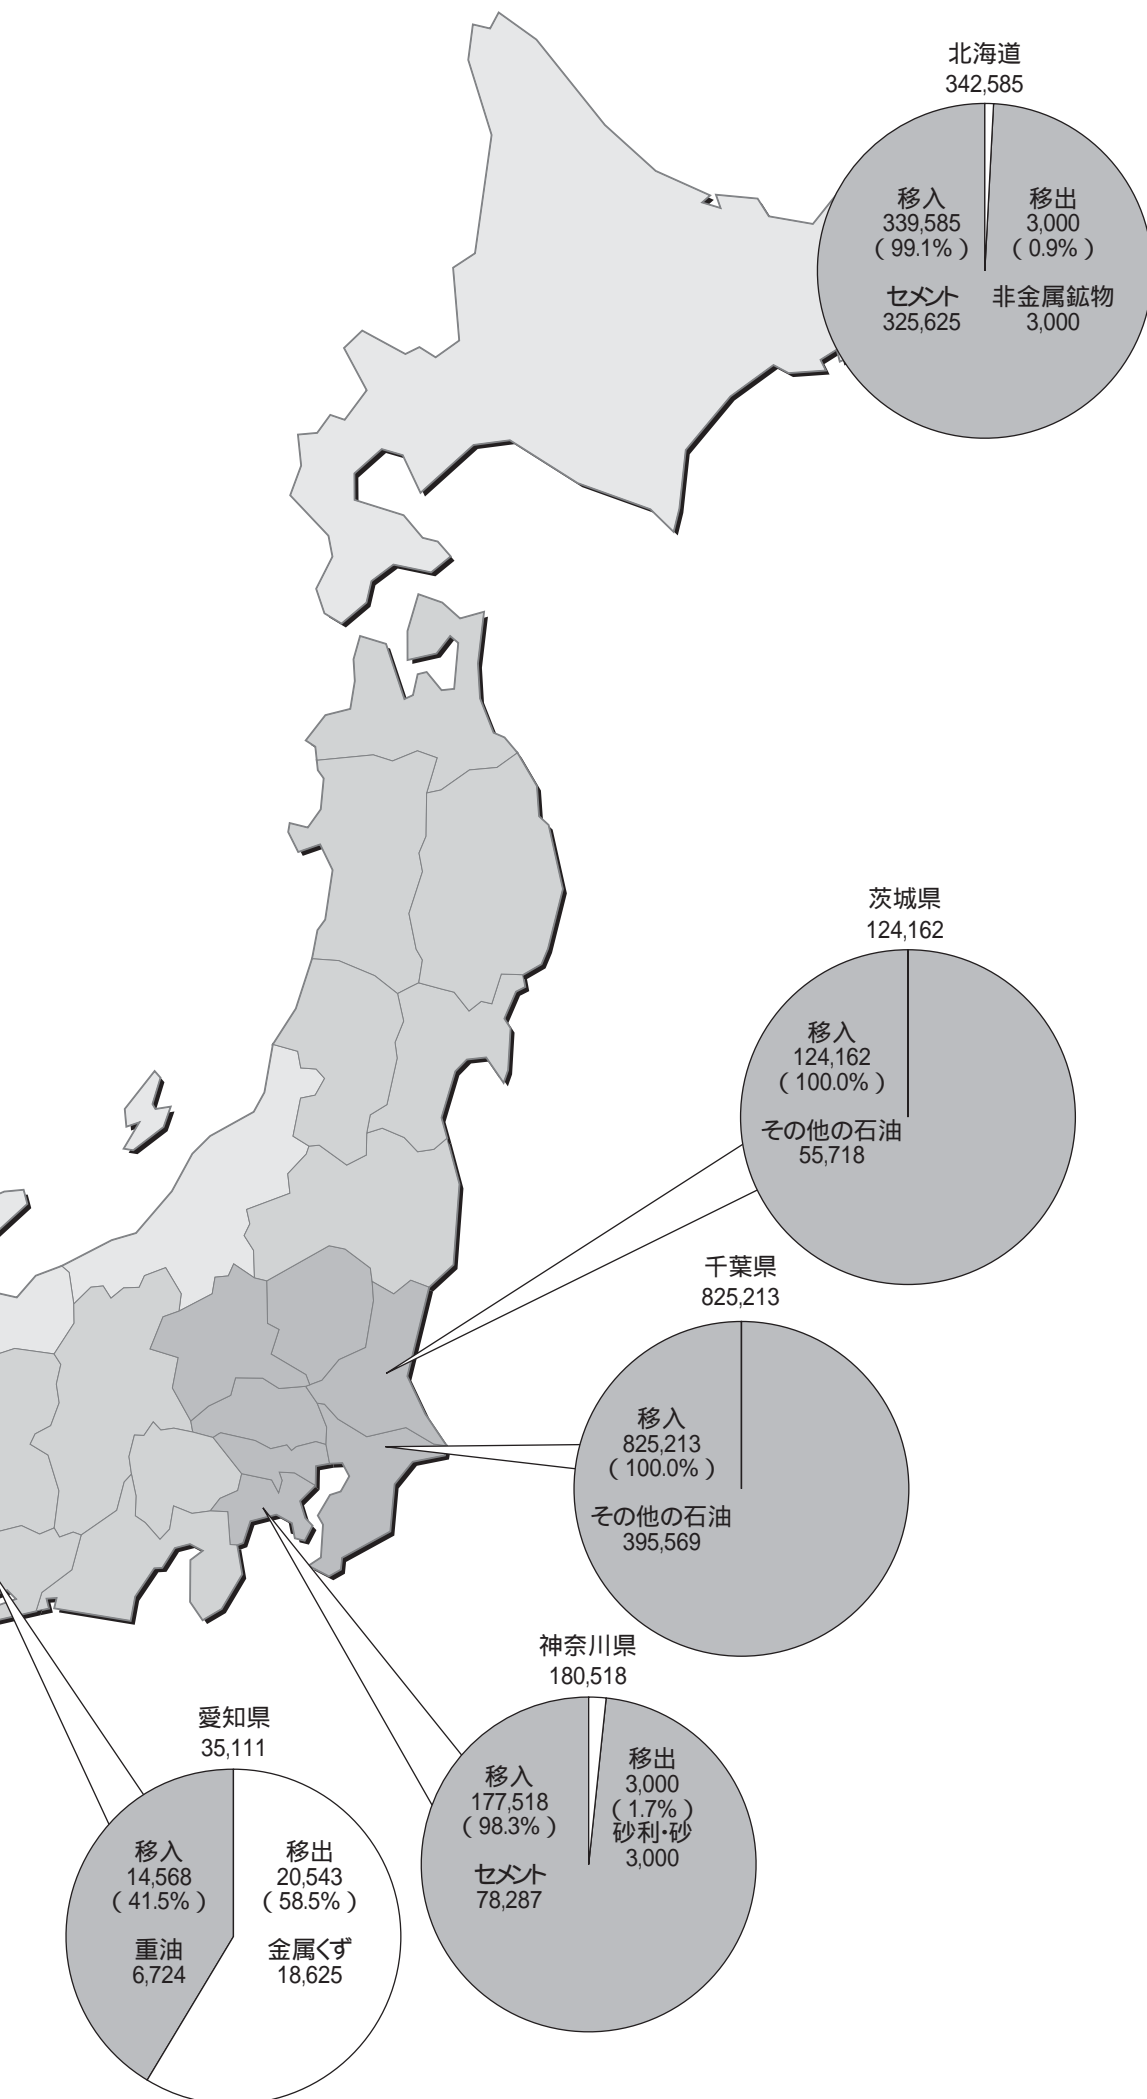 北海道
342,585
移入
339,585
( 99.1% )
セメント
325,625
移出
3,000
( 0.9% )
非金属鉱物
3,000
茨城県
124,162
移入
124,162
( 100.0% )
その他の石油
55,718
千葉県
825,213
移入
825,213
( 100.0% )
その他の石油
395,569
神奈川県
180,518
移入
177,518
( 98.3% )
セメント
78,287
移出
3,000
( 1.7% )
砂利・砂
3,000
愛知県
35,111
移入
14,568
( 41.5% )
重油
6,724
移出
20,543
( 58.5% )
金属くず
18,625